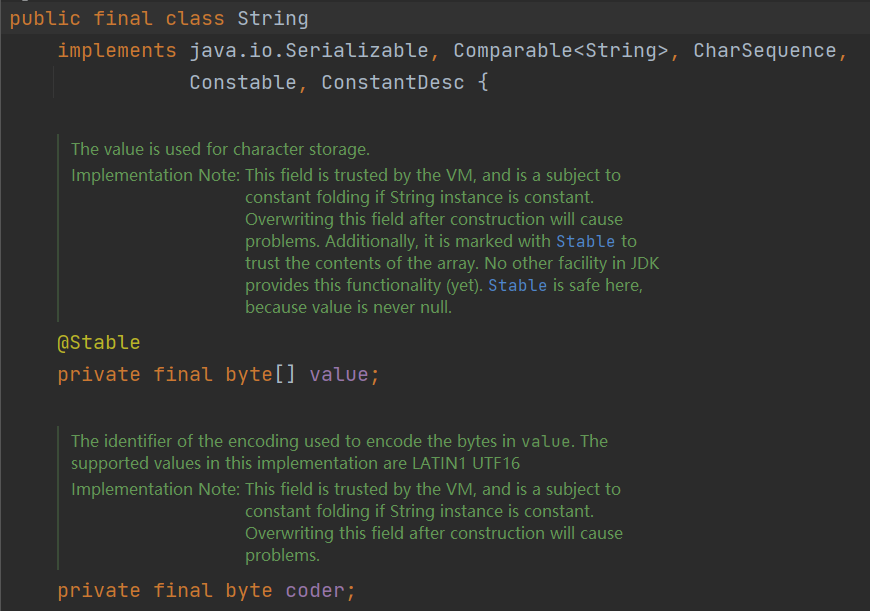 public final class String
implements java.io.Serializable, Comparable<String>, CharSequence,
Constable, ConstantDesc {
The value is used for character storage.
Implementation Note: This field is trusted by the VM, and is a subject to
constant folding if String instance is constant.
Overwriting this field after construction will cause
problems. Additionally, it is marked with Stable to
trust the contents of the array. No other facility in JDK
provides this functionality (yet). Stable is safe here,
because value is never null.
@Stable
private final byte[] value;
The identifier of the encoding used to encode the bytes in value. The
supported values in this implementation are LATIN1 UTF16
Implementation Note: This field is trusted by the VM, and is a subject to
constant folding if String instance is constant.
Overwriting this field after construction will cause
problems.
private final byte coder;